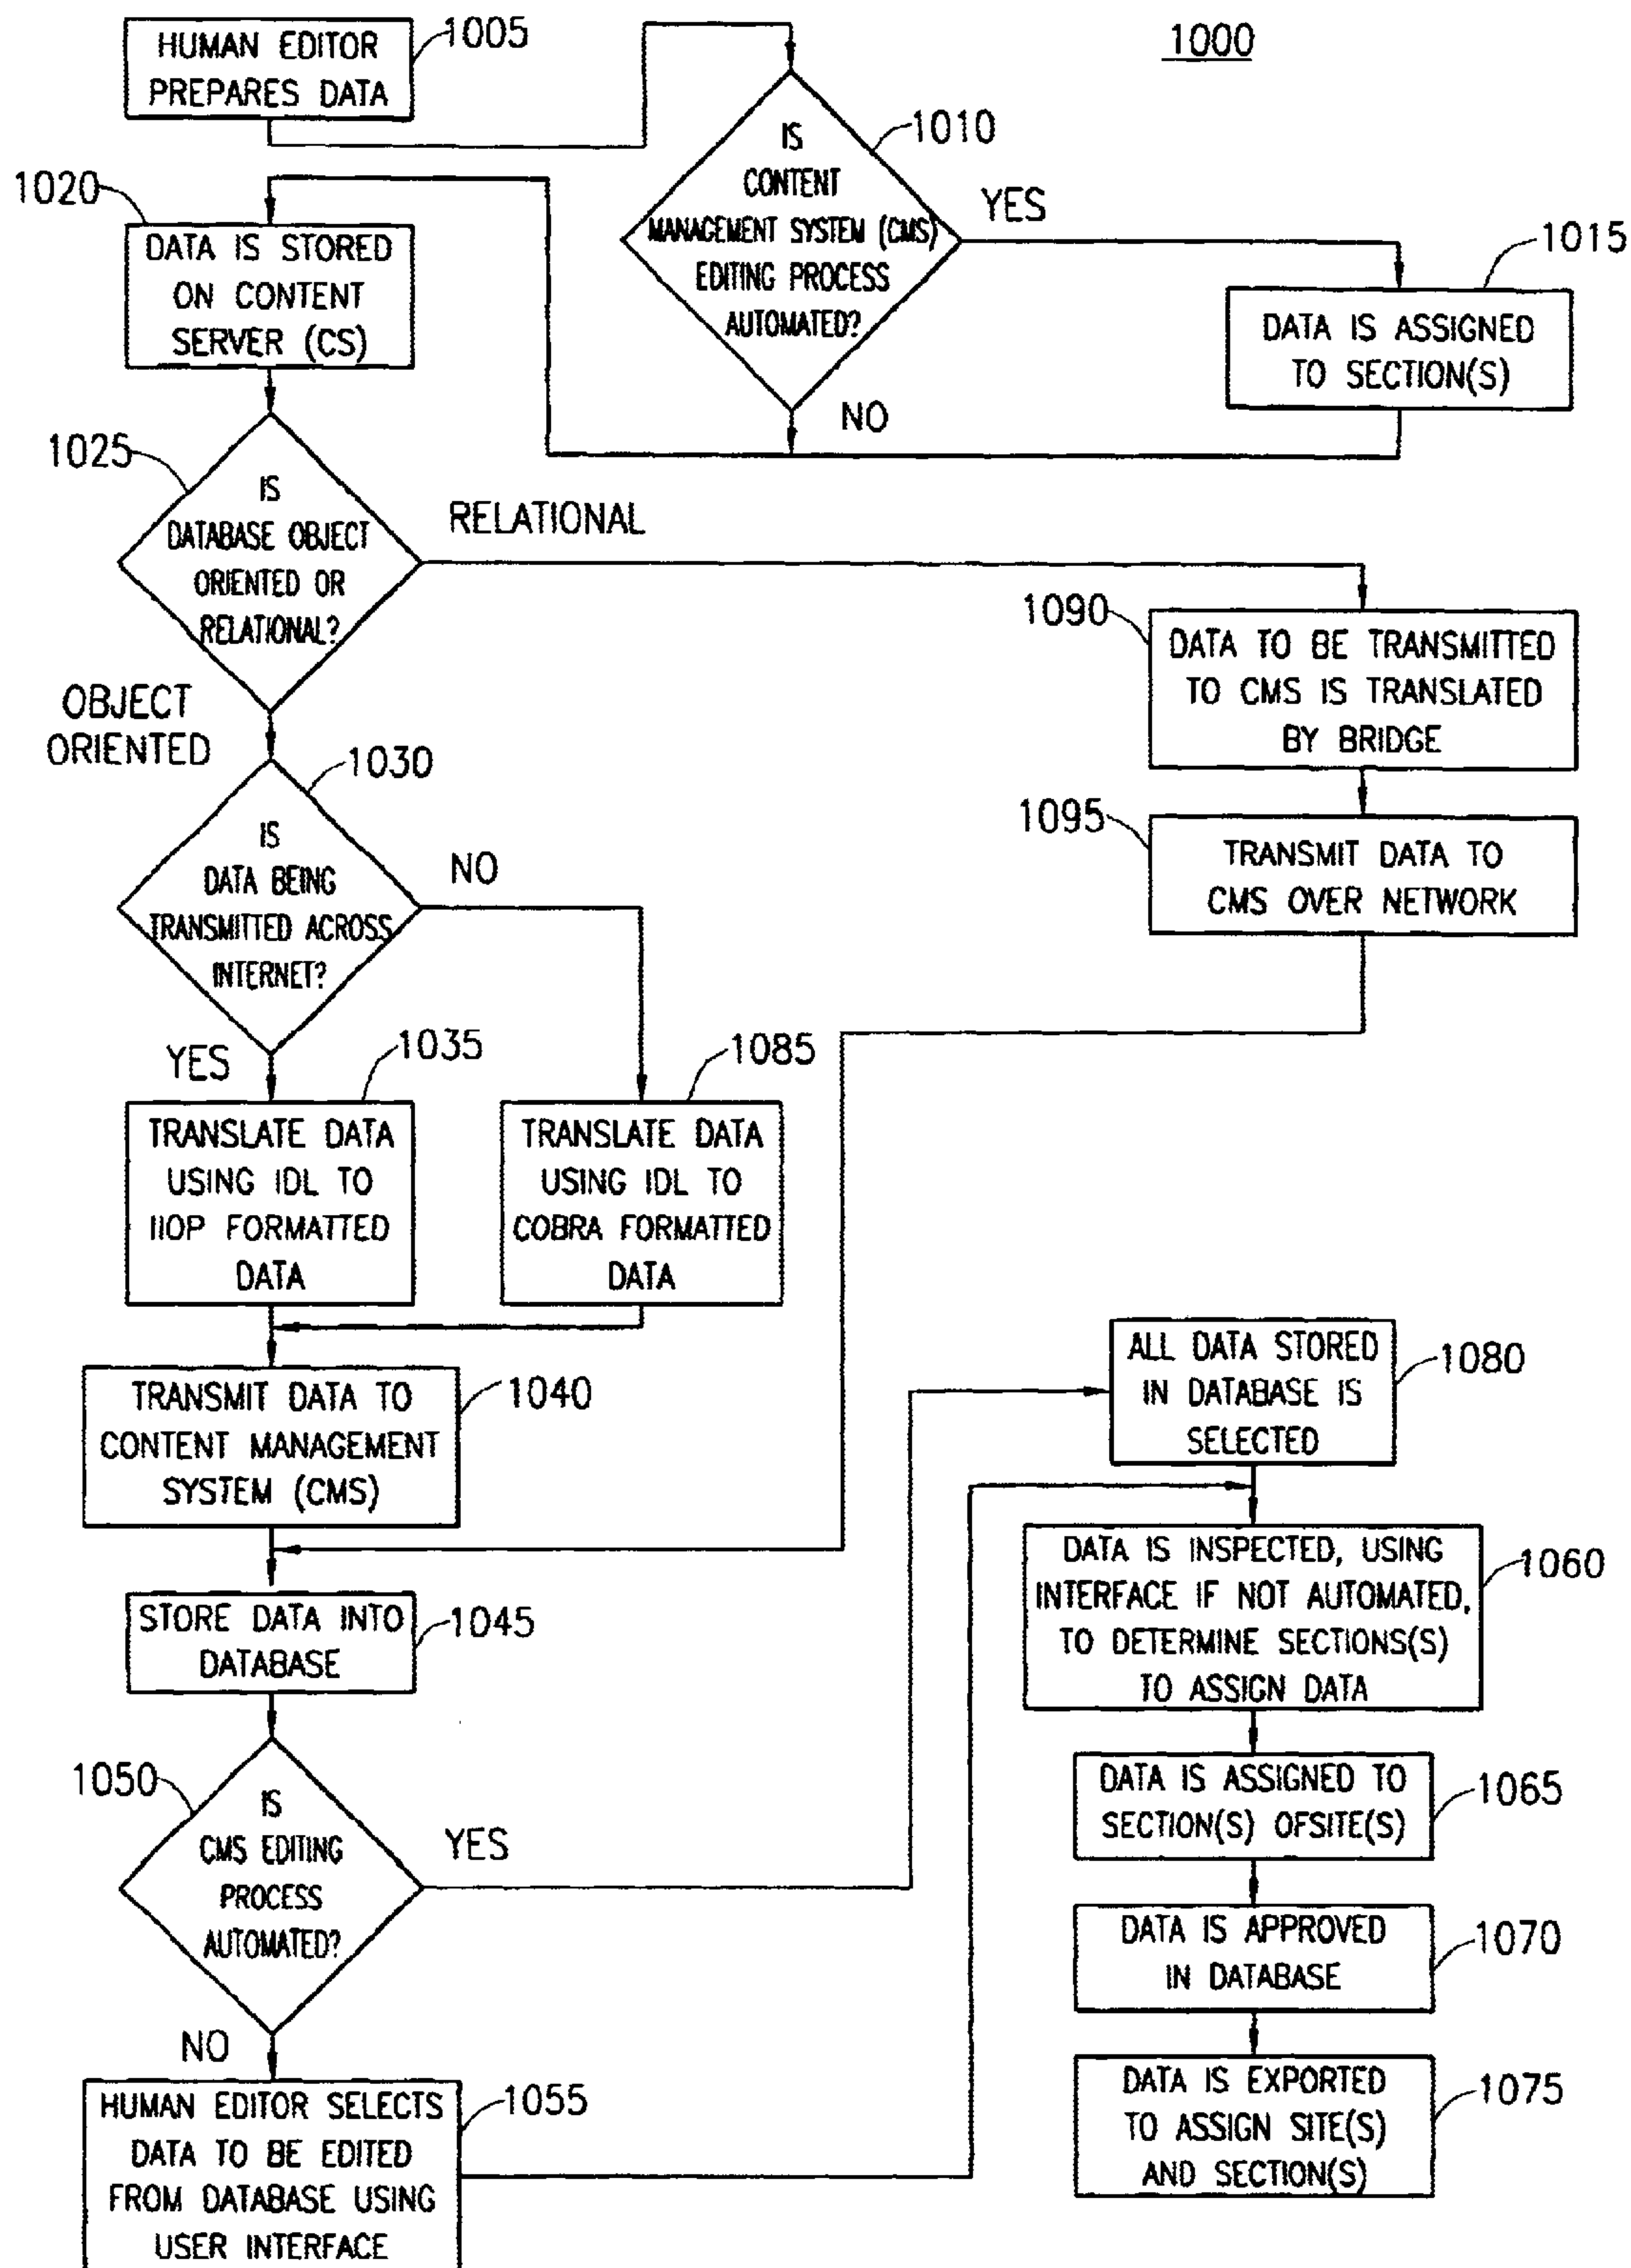 1000
HUMAN EDITOR
PREPARES DATA
1005
IS
CONTENT
MANAGEMENT SYSTEM (CMS)
EDITING PROCESS
AUTOMATED?
1010
YES
NO
DATA IS ASSIGNED
TO SECTION(S)
1015
1020
DATA IS STORED
ON CONTENT
SERVER (CS)
1025
IS
DATABASE OBJECT
ORIENTED OR
RELATIONAL?
RELATIONAL
OBJECT
ORIENTED
1090
DATA TO BE TRANSMITTED
TO CMS IS TRANSLATED
BY BRIDGE
1095
TRANSMIT DATA TO
CMS OVER NETWORK
1030
IS
DATA BEING
TRANSMITTED ACROSS
INTERNET?
NO
YES
1035
TRANSLATE DATA
USING IDL TO
IIOP FORMATTED
DATA
1085
TRANSLATE DATA
USING IDL TO
COBRA FORMATTED
DATA
TRANSMIT DATA TO
CONTENT MANAGEMENT
SYSTEM (CMS)
1040
STORE DATA INTO
DATABASE
1045
1050
IS
CMS EDITING
PROCESS
AUTOMATED?
YES
NO
HUMAN EDITOR SELECTS
DATA TO BE EDITED
FROM DATABASE USING
USER INTERFACE
1055
ALL DATA STORED
IN DATABASE IS
SELECTED
1080
DATA IS INSPECTED, USING
INTERFACE IF NOT AUTOMATED,
TO DETERMINE SECTIONS(S)
TO ASSIGN DATA
1060
DATA IS ASSIGNED TO
SECTION(S) OFSITE(S)
1065
DATA IS APPROVED
IN DATABASE
1070
DATA IS EXPORTED
TO ASSIGN SITE(S)
AND SECTION(S)
1075